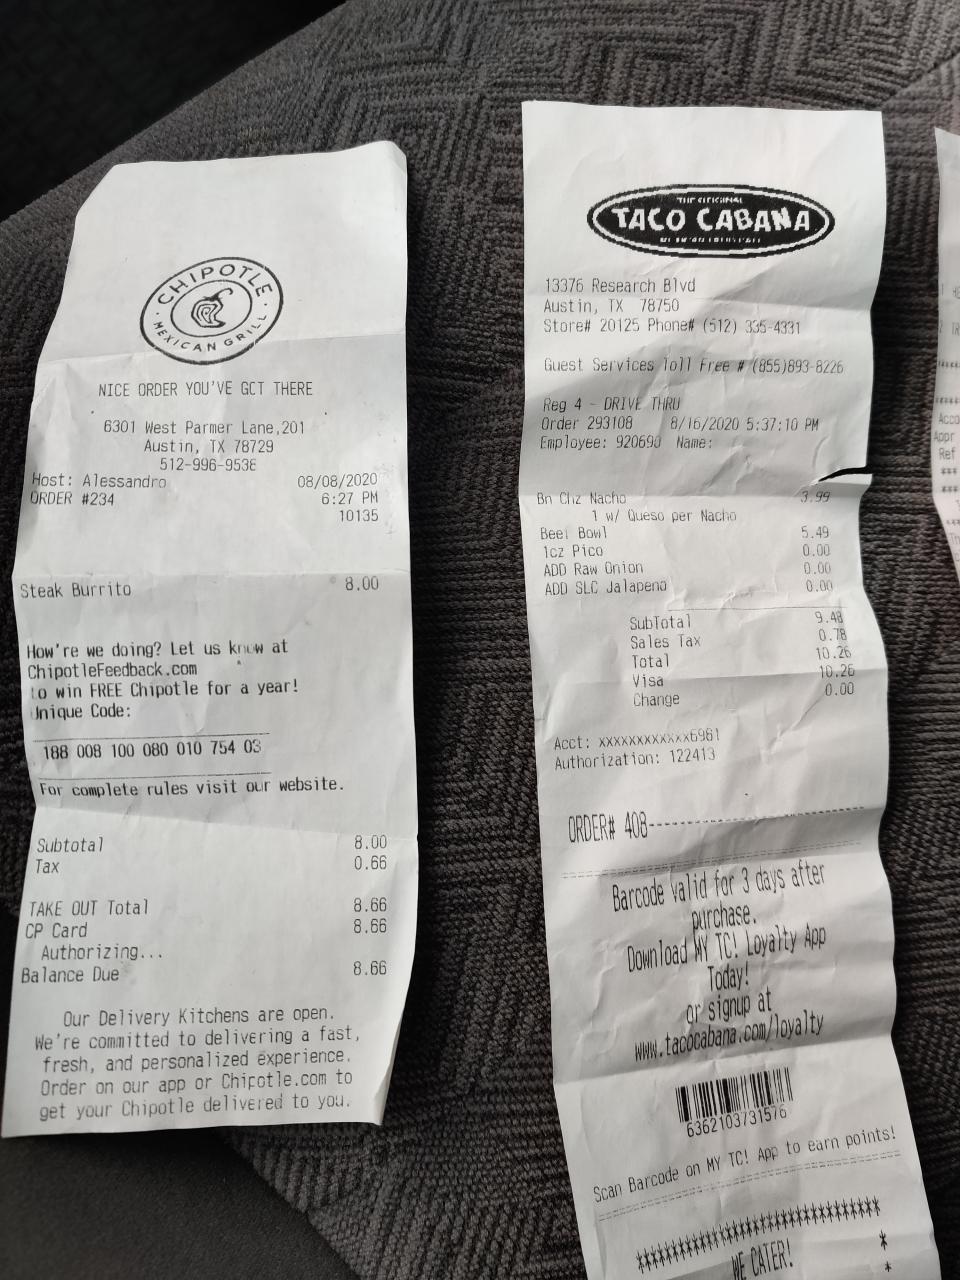 CHIPOTLE
MEXICAN GRILL
NICE ORDER YOU'VE GOT THERE
6301 West Parmer Lane,201
Austin, TX 78729
512-996-9538
Host: Alessandro 08/08/2020
ORDER #234 6:27 PM
10135
Steak Burrito 8.00
How're we doing? Let us know at
ChipotleFeedback.com
to win FREE Chipotle for a year!
Unique Code:
188 008 100 080 010 754 03
For complete rules visit our website.
Subtotal 8.00
Tax 0.66
TAKE OUT Total 8.66
CP Card 8.66
Authorizing...
Balance Due 8.66
Our Delivery Kitchens are open.
We're committed to delivering a fast,
fresh, and personalized experience.
Order on our app or Chipotle.com to
get your Chipotle delivered to you.
THE ORIGINAL
TACO CABANA
13376 Research Blvd
Austin, TX 78750
Store# 20125 Phone# (512) 335-4331
Guest Services Toll Free # (855)893-8226
Reg 4 - DRIVE THRU
Order 293108 8/16/2020 5:37:10 PM
Employee: 920690 Name:
Bn Chz Nacho 3.99
1 w/ Queso per Nacho
Beef Bowl 5.49
1cz Pico 0.00
ADD Raw Onion 0.00
ADD SLC Jalapeno 0.00
SubTotal 9.48
Sales Tax 0.78
Total 10.26
Visa 10.26
Change 0.00
Acct: xxxxxxxxxxxx6981
Authorization: 122413
ORDER# 408--------------------
Barcode valid for 3 days after
purchase.
Download MY TC! Loyalty App
Today!
or signup at
www.tacocabana.com/loyalty
6362103731576
Scan Barcode on MY TC! App to earn points!
*********************************
* WE CATER! *
Acco
Appr
Ref
***